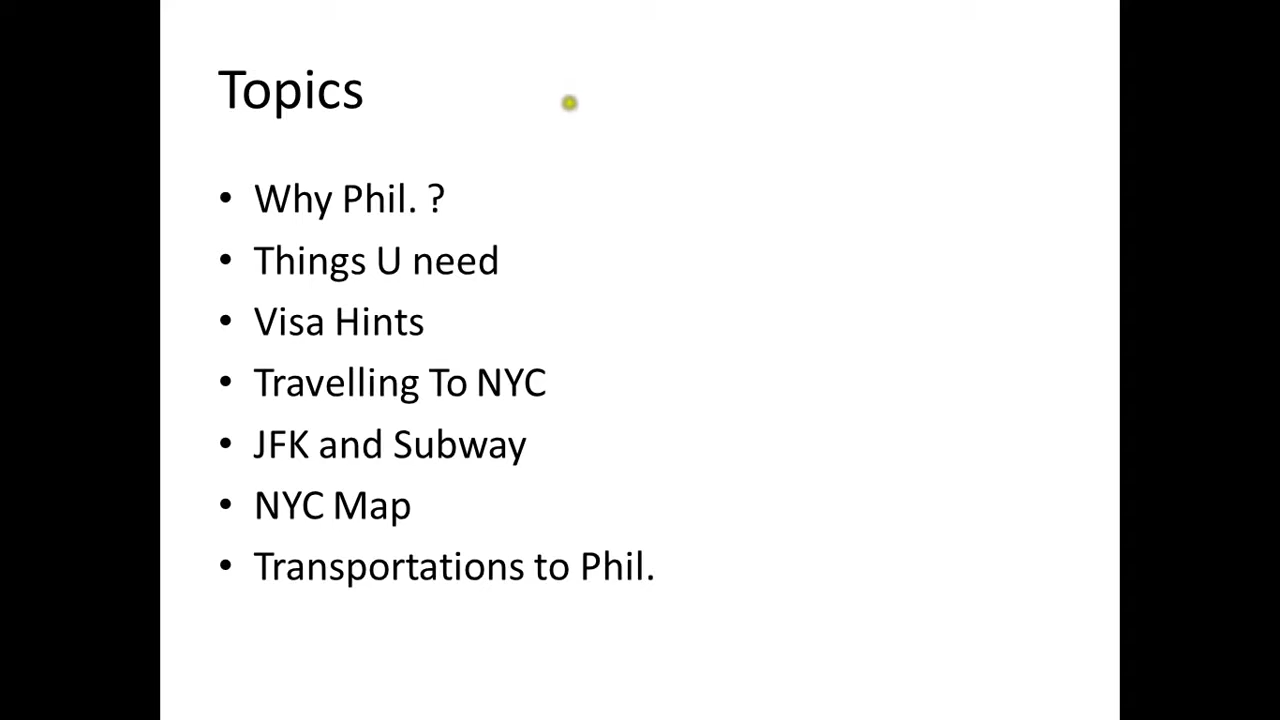 Topics
• Why Phil. ?
• Things U need
• Visa Hints
• Travelling To NYC
• JFK and Subway
• NYC Map
• Transportations to Phil.